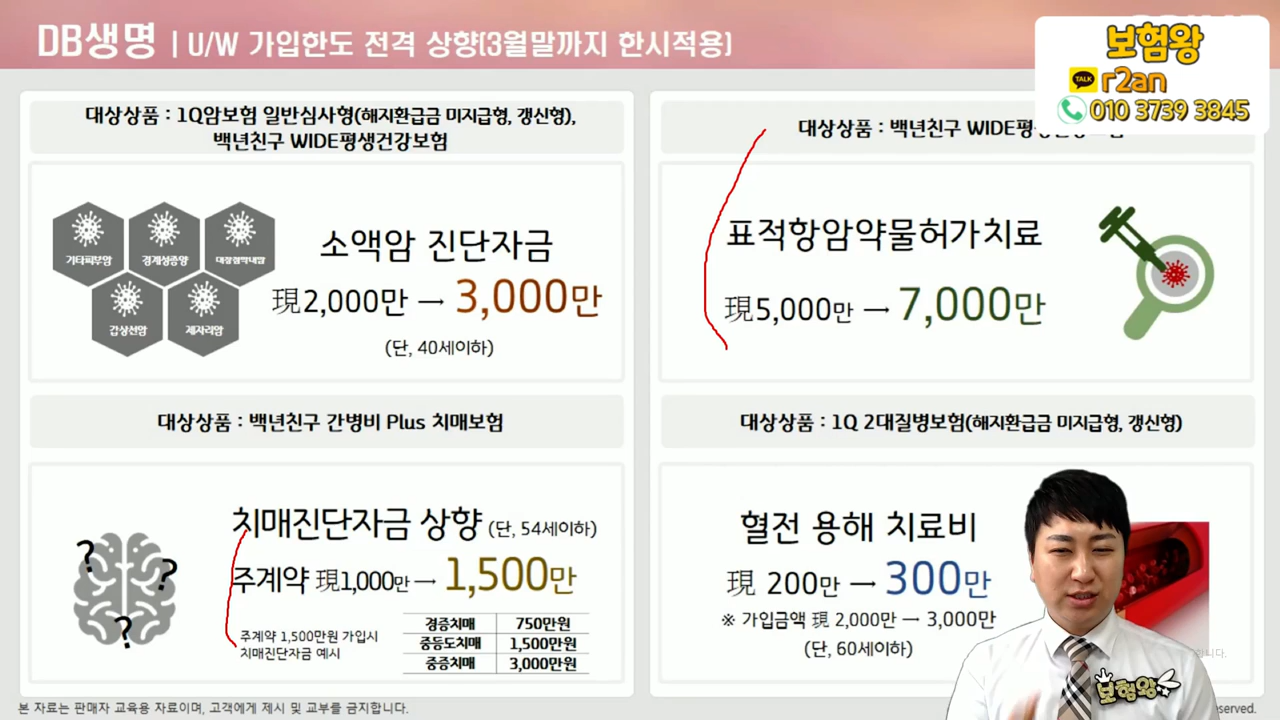 DB생명 | U/W 가입한도 전격 상향(3월말까지 한시적용)
보험왕
TALK r2an
010 3739 3845
대상상품 : 1Q암보험 일반심사형(해지환급금 미지급형, 갱신형),
백년친구 WIDE평생건강보험
기타피부암 경계성종양 대장점막내암
갑상선암 제자리암
소액암 진단자금
現2,000만 → 3,000만
(단, 40세이하)
대상상품 : 백년친구 WIDE평
표적항암약물허가치료
現5,000만 → 7,000만
대상상품 : 백년친구 간병비 Plus 치매보험
? ? ?
치매진단자금 상향 (단, 54세이하)
주계약 現1,000만 → 1,500만
주계약 1,500만원 가입시
치매진단자금 예시
경증치매 750만원
중등도치매 1,500만원
중증치매 3,000만원
대상상품 : 1Q 2대질병보험(해지환급금 미지급형, 갱신형)
혈전 용해 치료비
現 200만 → 300만
※ 가입금액 現 2,000만 → 3,000만
(단, 60세이하)
보험왕
본 자료는 판매자 교육용 자료이며, 고객에게 제시 및 교부를 금지합니다.
served.